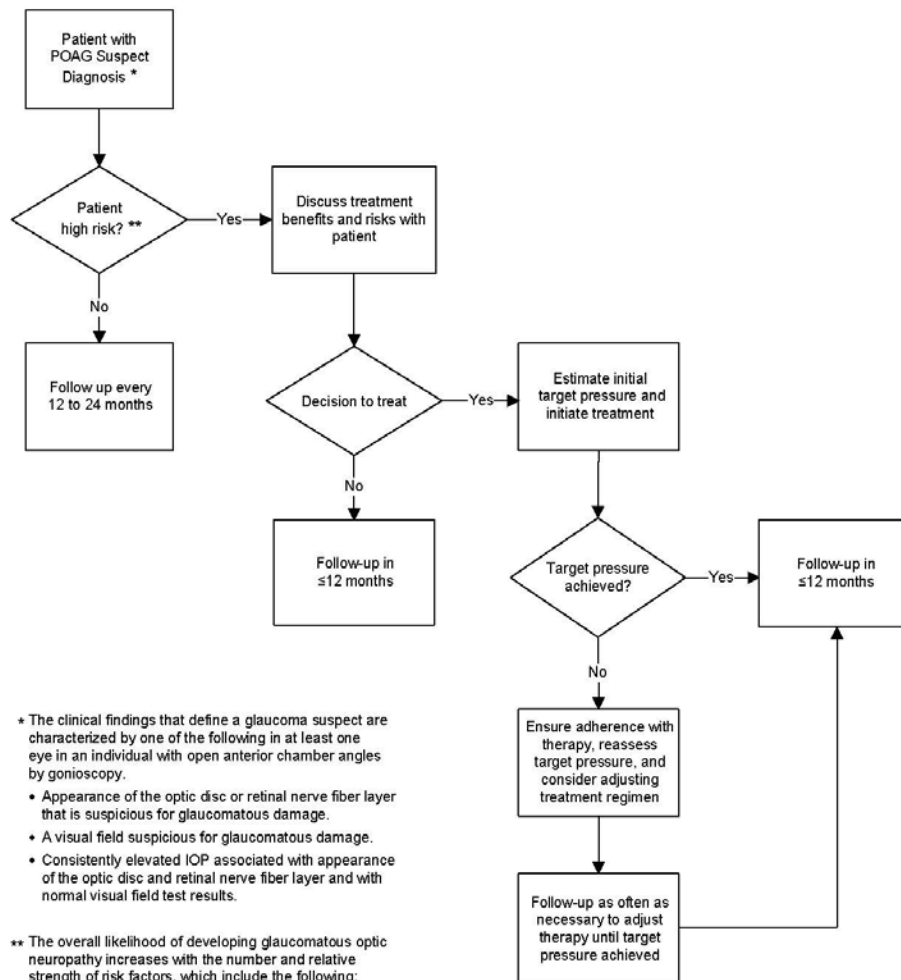 Patient with
POAG Suspect
Diagnosis *
Patient
high risk? **
Yes
Discuss treatment
benefits and risks with
patient
No
Follow up every
12 to 24 months
Decision to treat
Yes
Estimate initial
target pressure and
initiate treatment
No
Follow-up in
≤12 months
Target pressure
achieved?
Yes
Follow-up in
≤12 months
No
Ensure adherence with
therapy, reassess
target pressure, and
consider adjusting
treatment regimen
Follow-up as often as
necessary to adjust
therapy until target
pressure achieved
* The clinical findings that define a glaucoma suspect are
characterized by one of the following in at least one
eye in an individual with open anterior chamber angles
by gonioscopy.
• Appearance of the optic disc or retinal nerve fiber layer
that is suspicious for glaucomatous damage.
• A visual field suspicious for glaucomatous damage.
• Consistently elevated IOP associated with appearance
of the optic disc and retinal nerve fiber layer and with
normal visual field test results.
** The overall likelihood of developing glaucomatous optic
neuropathy increases with the number and relative
strength of risk factors, which include the following: